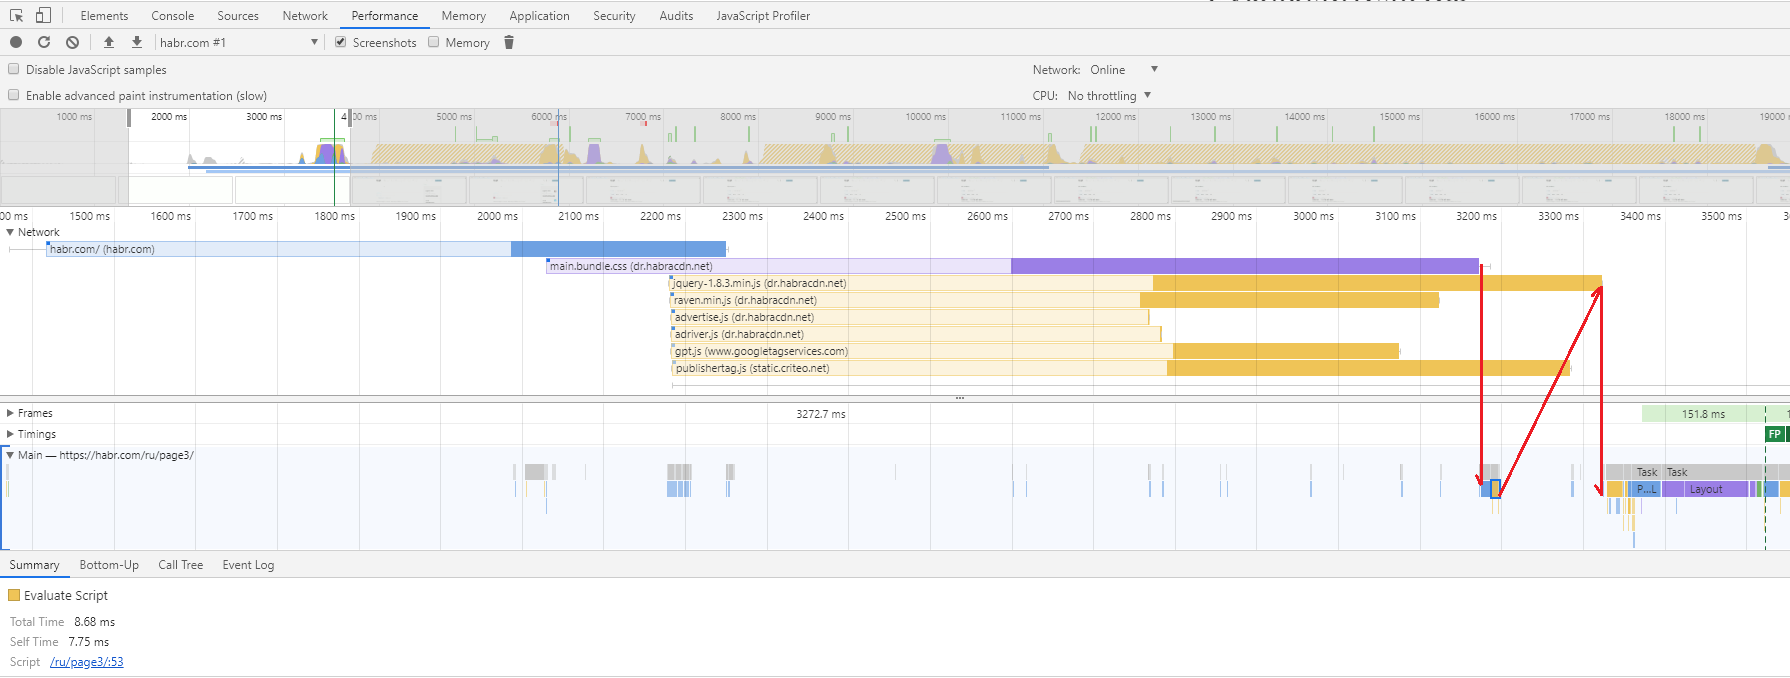 Elements Console Sources Network Performance Memory Application Security Audits JavaScript Profiler
habr.com #1 Screenshots Memory
Disable JavaScript samples Network: Online
Enable advanced paint instrumentation (slow) CPU: No throttling
1000 ms 2000 ms 3000 ms 4 00 ms 5000 ms 6000 ms 7000 ms 8000 ms 9000 ms 10000 ms 11000 ms 12000 ms 13000 ms 14000 ms 15000 ms 16000 ms 17000 ms 18000 ms 19000
00 ms 1500 ms 1600 ms 1700 ms 1800 ms 1900 ms 2000 ms 2100 ms 2200 ms 2300 ms 2400 ms 2500 ms 2600 ms 2700 ms 2800 ms 2900 ms 3000 ms 3100 ms 3200 ms 3300 ms 3400 ms 3500 ms 3
Network
habr.com/ (habr.com)
main.bundle.css (dr.habracdn.net)
jquery-1.8.3.min.js (dr.habracdn.net)
raven.min.js (dr.habracdn.net)
advertise.js (dr.habracdn.net)
adriver.js (dr.habracdn.net)
gpt.js (www.googletagservices.com)
publishertag.js (static.criteo.net)
...
Frames 3272.7 ms 151.8 ms 1
Timings FP
Main — https://habr.com/ru/page3/
Task Task
P...L Layout
Summary Bottom-Up Call Tree Event Log
Evaluate Script
Total Time 8.68 ms
Self Time 7.75 ms
Script /ru/page3/:53